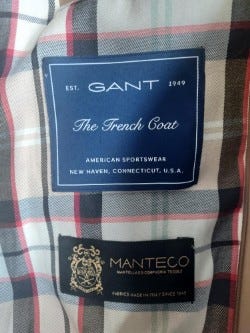 EST. GANT 1949
The Trench Coat
AMERICAN SPORTSWEAR
NEW HAVEN, CONNECTICUT, U.S.A.
MANTECO
FABRICS MADE IN ITALY SINCE 1943